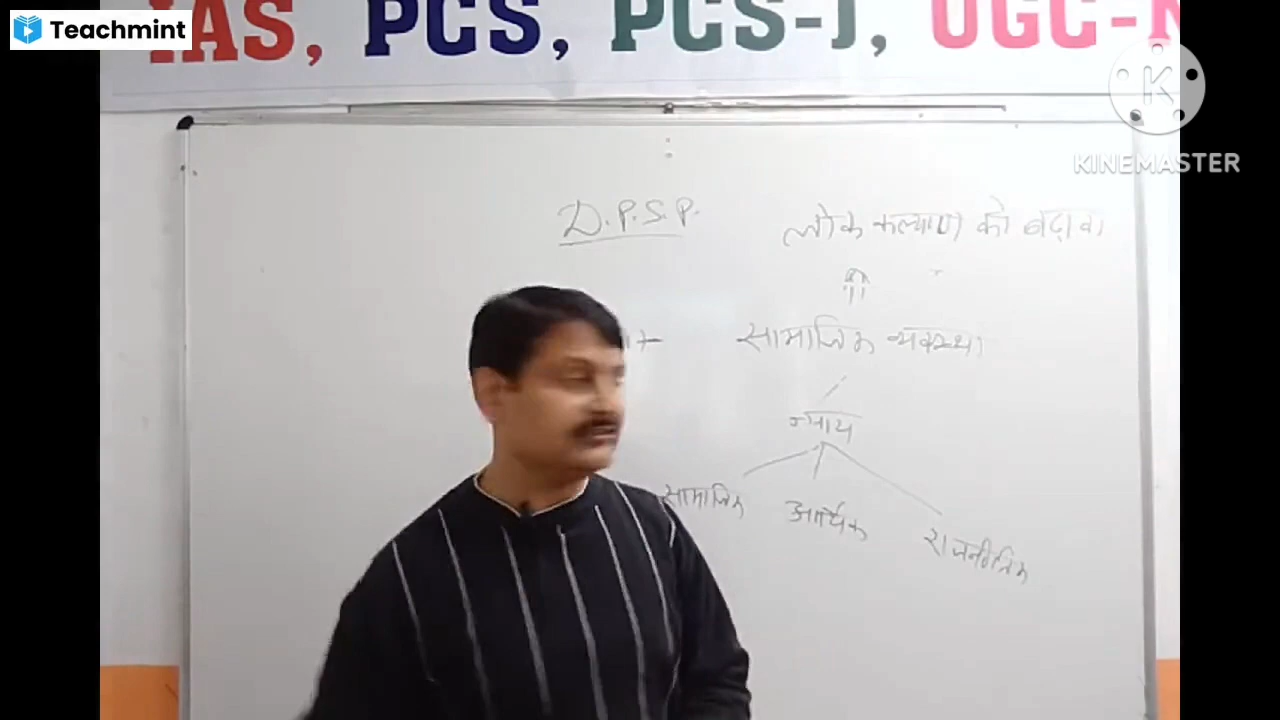 Teachmint
IAS, PCS, PCS-J, UGC-N
K
KINEMASTER
D.P.S.P.
लोक कल्याण को बढ़ावा
सामाजिक व्यवस्था
न्याय
सामाजिक
आर्थिक
राजनीतिक